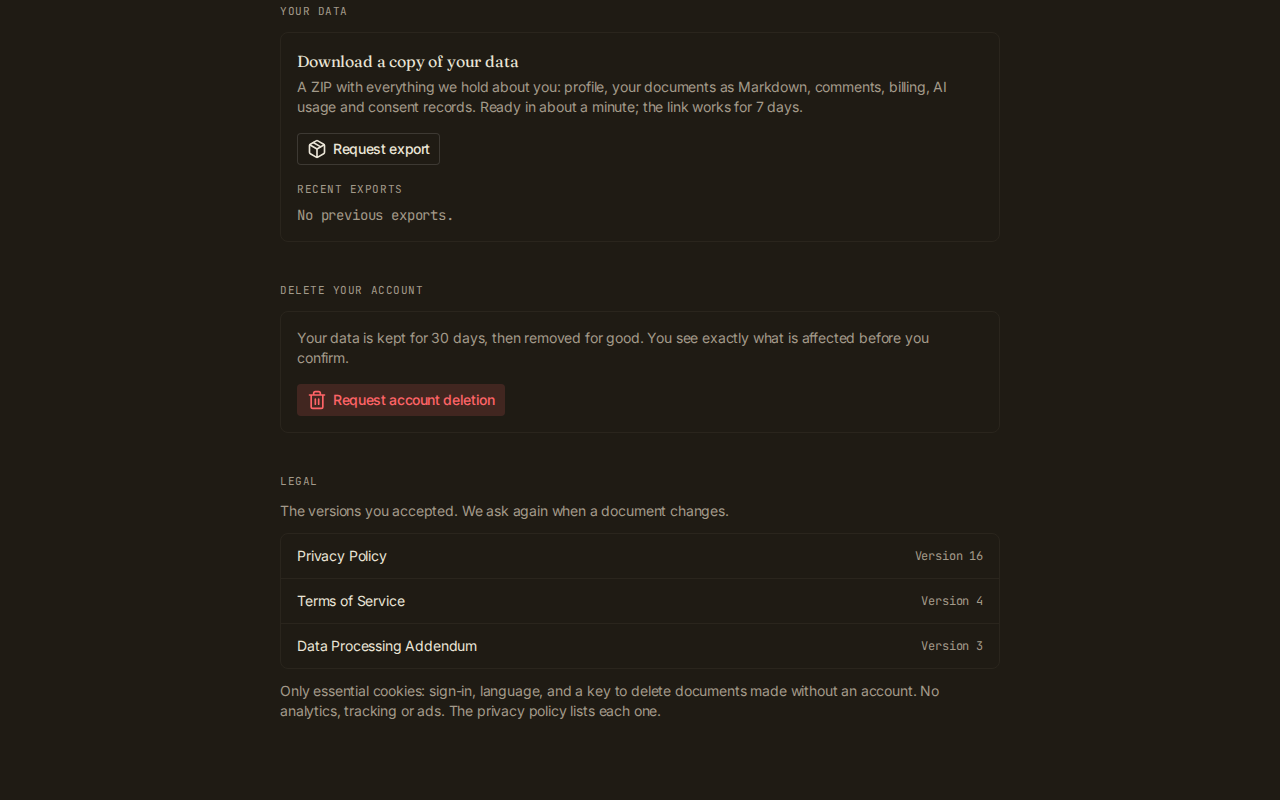 YOUR DATA
Download a copy of your data
A ZIP with everything we hold about you: profile, your documents as Markdown, comments, billing, AI
usage and consent records. Ready in about a minute; the link works for 7 days.
Request export
RECENT EXPORTS
No previous exports.
DELETE YOUR ACCOUNT
Your data is kept for 30 days, then removed for good. You see exactly what is affected before you
confirm.
Request account deletion
LEGAL
The versions you accepted. We ask again when a document changes.
Privacy Policy Version 16
Terms of Service Version 4
Data Processing Addendum Version 3
Only essential cookies: sign-in, language, and a key to delete documents made without an account. No
analytics, tracking or ads. The privacy policy lists each one.